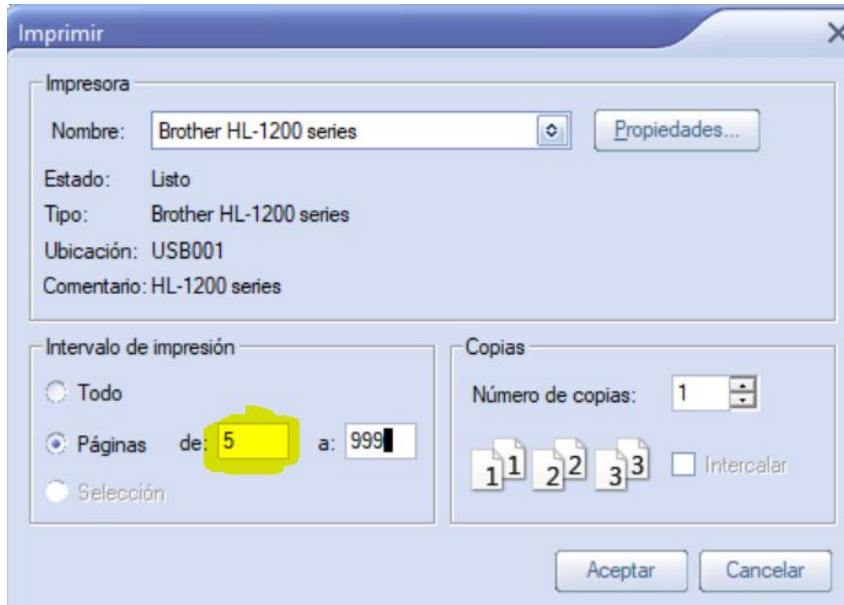 Imprimir
Impresora
Nombre: Brother HL-1200 series Propiedades...
Estado: Listo
Tipo: Brother HL-1200 series
Ubicación: USB001
Comentario: HL-1200 series
Intervalo de impresión
Todo
Páginas de: 5 a: 999
Selección
Copias
Número de copias: 1
1 1 2 2 3 3 Intercalar
Aceptar Cancelar